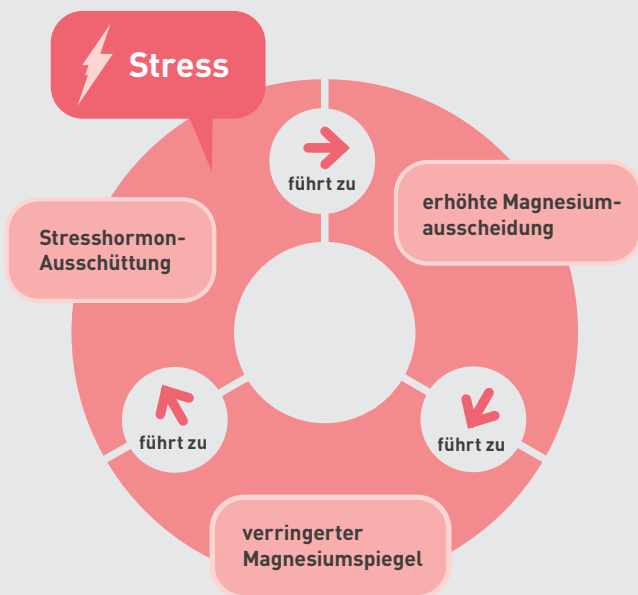 Stress
führt zu
erhöhte Magnesium-
ausscheidung
Stresshormon-
Ausschüttung
führt zu
führt zu
verringerter
Magnesiumspiegel